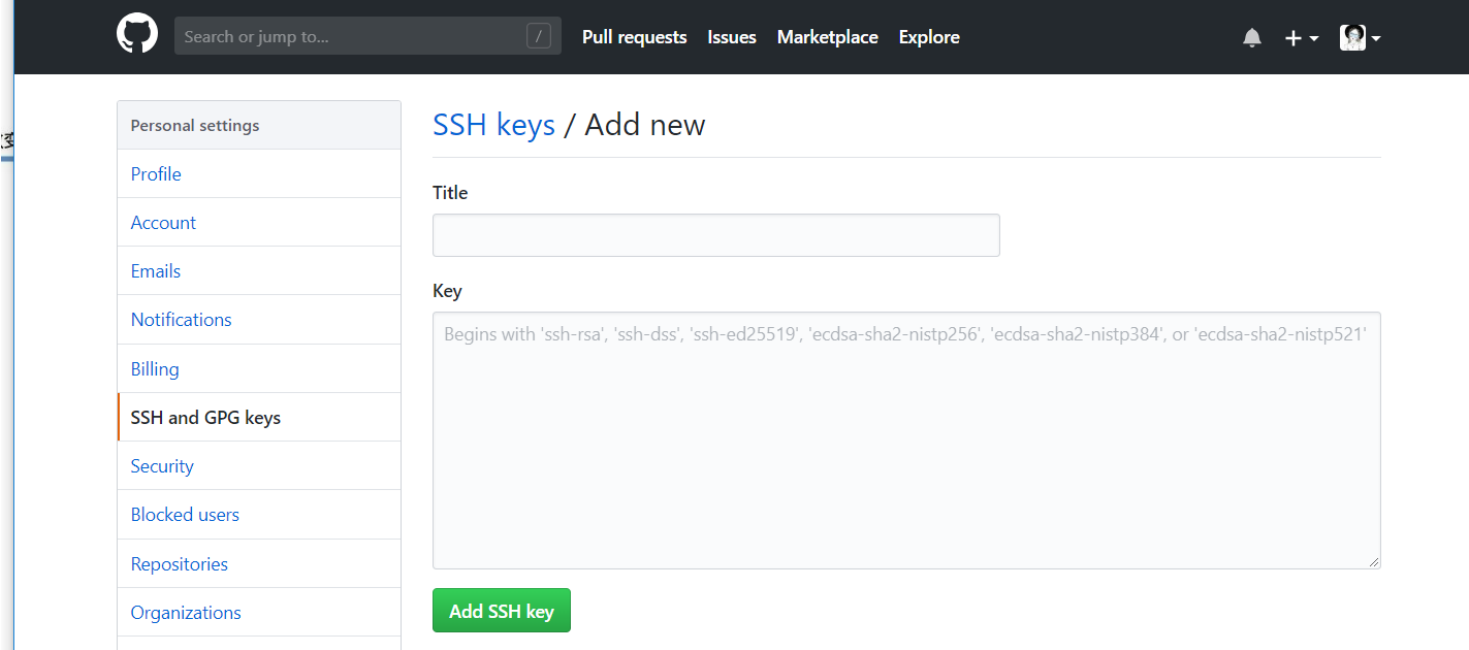 Search or jump to... /
Pull requests Issues Marketplace Explore
Personal settings
Profile
Account
Emails
Notifications
Billing
SSH and GPG keys
Security
Blocked users
Repositories
Organizations
SSH keys / Add new
Title
Key
Begins with 'ssh-rsa', 'ssh-dss', 'ssh-ed25519', 'ecdsa-sha2-nistp256', 'ecdsa-sha2-nistp384', or 'ecdsa-sha2-nistp521'
Add SSH key